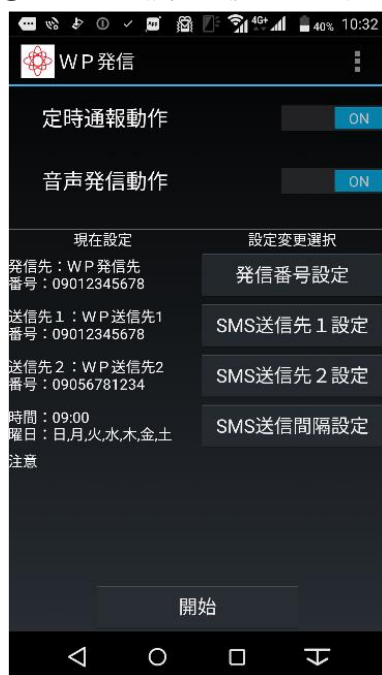 4G+ 40% 10:32
WP発信
定時通報動作 ON
音声発信動作 ON
現在設定 設定変更選択
発信先：WP発信先
番号：09012345678
発信番号設定
送信先１：WP送信先1
番号：09012345678
SMS送信先１設定
送信先２：WP送信先2
番号：09056781234
SMS送信先２設定
時間：09:00
曜日：日,月,火,水,木,金,土
SMS送信間隔設定
注意
開始